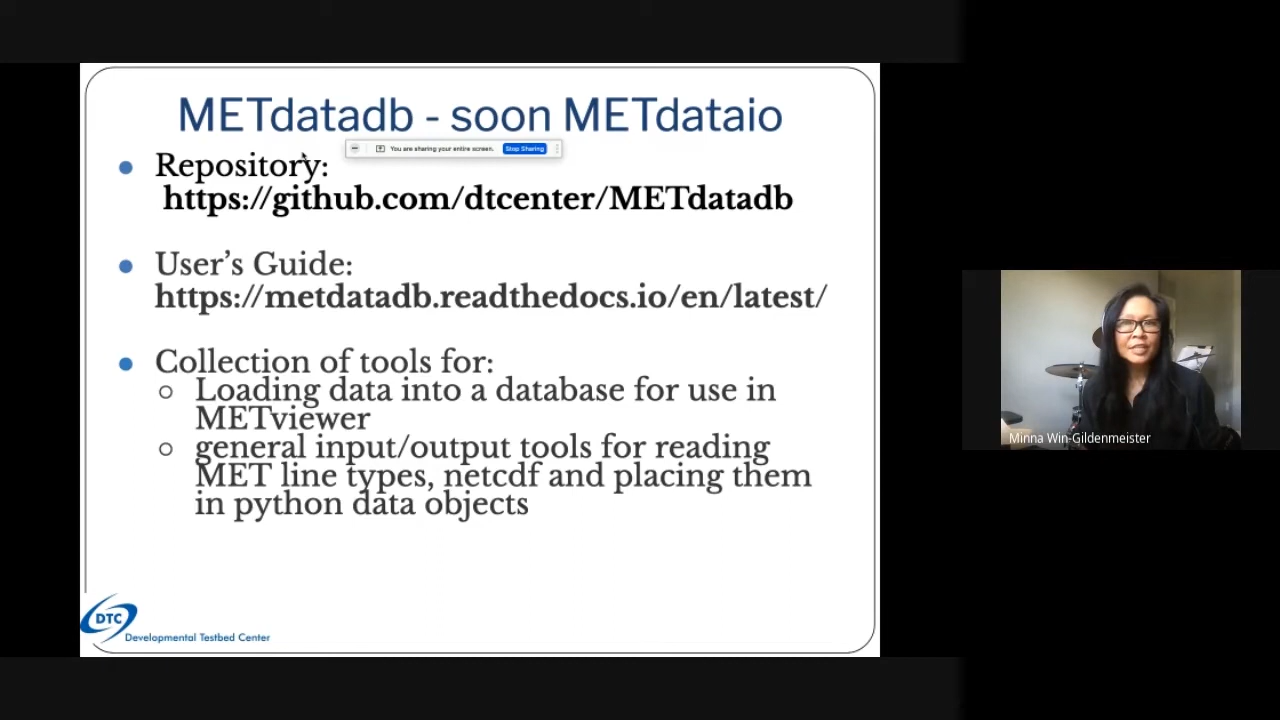 METdatadb - soon METdataio
You are sharing your entire screen. Stop Sharing
Repository:
https://github.com/dtcenter/METdatadb
User's Guide:
https://metdatadb.readthedocs.io/en/latest/
Collection of tools for:
Loading data into a database for use in
METviewer
general input/output tools for reading
MET line types, netcdf and placing them
in python data objects
DTC
Developmental Testbed Center
Minna Win-Gildenmeister